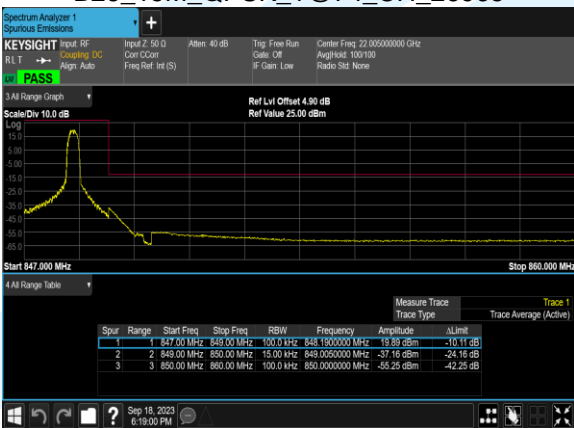 Spectrum Analyzer 1
Spurious Emissions
+
KEYSIGHT Input: RF Input Z: 50 Ω Atten: 40 dB Trig: Free Run Center Freq: 22.005000000 GHz
RLT Coupling: DC Corr CCorr Gate: Off Avg|Hold: 100/100
Align: Auto Freq Ref: Int (S) IF Gain: Low Radio Std: None
PASS
3 All Range Graph
Ref Lvl Offset 4.90 dB
Scale/Div 10.0 dB Ref Value 25.00 dBm
Log
15.0
5.00
-5.00
-15.0
-25.0
-35.0
-45.0
-55.0
-65.0
Start 847.000 MHz Stop 860.000 MHz
4 All Range Table
Measure Trace Trace 1
Trace Type Trace Average (Active)
Spur Range Start Freq Stop Freq RBW Frequency Amplitude ΔLimit
1 1 847.00 MHz 849.00 MHz 100.0 kHz 848.1900000 MHz 19.89 dBm -10.11 dB
2 2 849.00 MHz 850.00 MHz 15.00 kHz 849.0050000 MHz -37.16 dBm -24.16 dB
3 3 850.00 MHz 860.00 MHz 100.0 kHz 850.0000000 MHz -55.25 dBm -42.25 dB
? Sep 18, 2023
6:19:00 PM